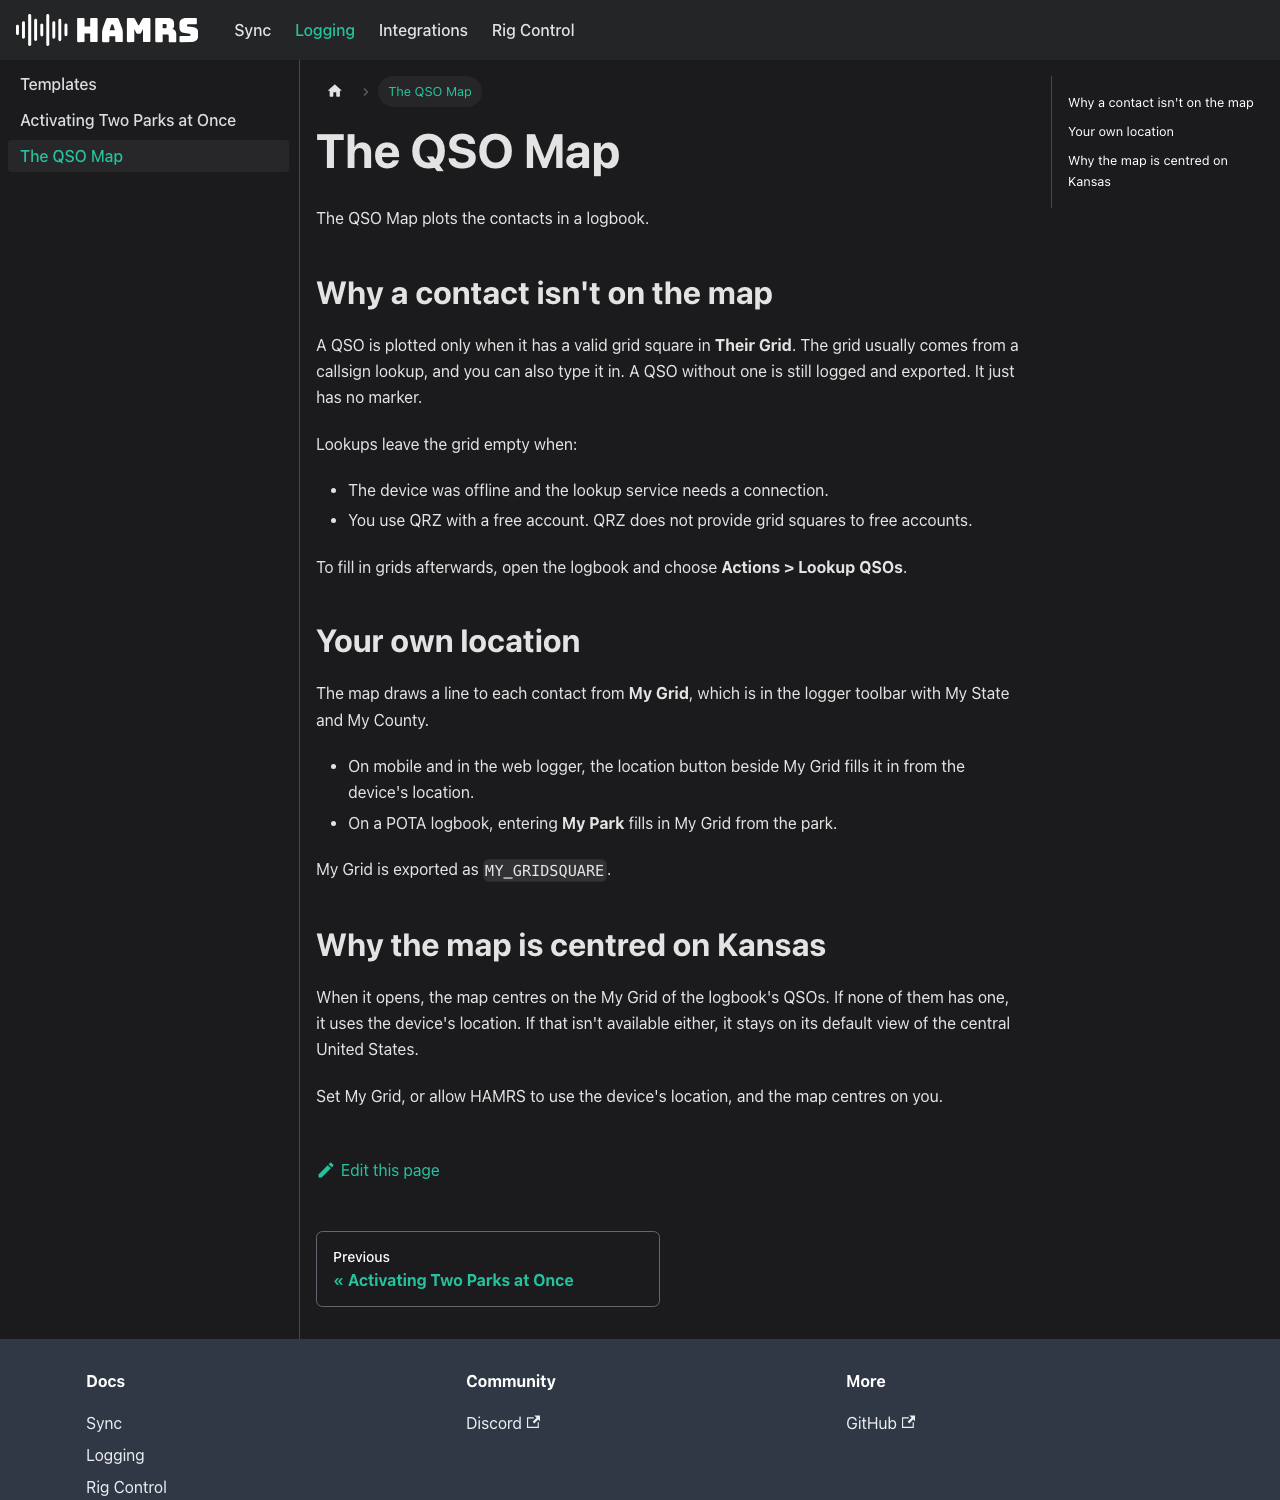 HAMRS
Sync
Logging
Integrations
Rig Control
Templates
Activating Two Parks at Once
The QSO Map
The QSO Map
The QSO Map
The QSO Map plots the contacts in a logbook.
Why a contact isn't on the map
A QSO is plotted only when it has a valid grid square in Their Grid. The grid usually comes from a
callsign lookup, and you can also type it in. A QSO without one is still logged and exported. It just
has no marker.
Lookups leave the grid empty when:
• The device was offline and the lookup service needs a connection.
• You use QRZ with a free account. QRZ does not provide grid squares to free accounts.
To fill in grids afterwards, open the logbook and choose Actions > Lookup QSOs.
Your own location
The map draws a line to each contact from My Grid, which is in the logger toolbar with My State
and My County.
• On mobile and in the web logger, the location button beside My Grid fills it in from the
device's location.
• On a POTA logbook, entering My Park fills in My Grid from the park.
My Grid is exported as MY_GRIDSQUARE.
Why the map is centred on Kansas
When it opens, the map centres on the My Grid of the logbook's QSOs. If none of them has one,
it uses the device's location. If that isn't available either, it stays on its default view of the central
United States.
Set My Grid, or allow HAMRS to use the device's location, and the map centres on you.
Edit this page
Previous
« Activating Two Parks at Once
Why a contact isn't on the map
Your own location
Why the map is centred on
Kansas
Docs
Sync
Logging
Rig Control
Community
Discord
More
GitHub